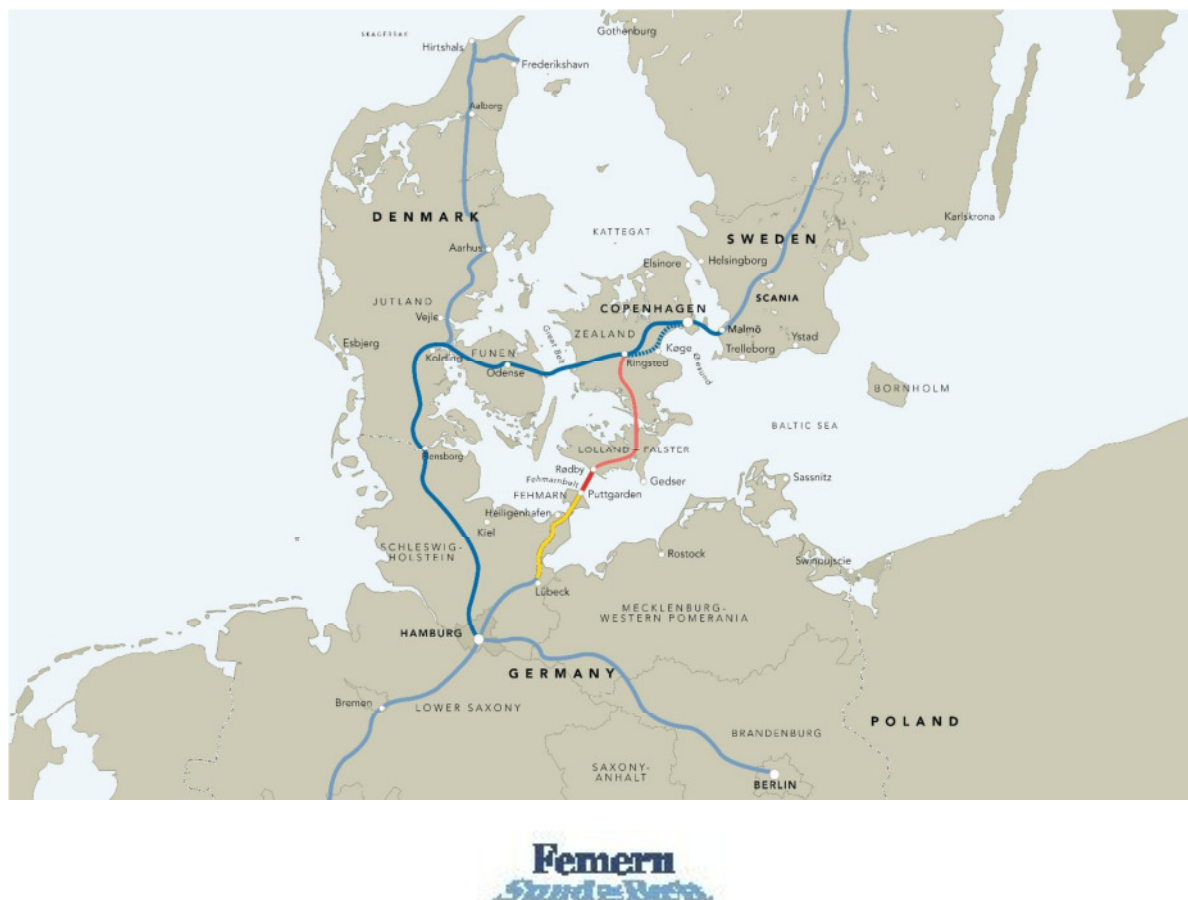 SKAGERRAK
Hirtshals
Gothenburg
Frederikshavn
Aalborg
DENMARK
KATTEGAT
Karlskrona
SWEDEN
Aarhus
Elsinore
Helsingborg
JUTLAND
COPENHAGEN
SCANIA
Vejle
ZEALAND
Malmö
Esbjerg
Kolding
FUNEN
Great Belt
Køge
Øresund
Trelleborg
Ystad
Odense
Ringsted
BORNHOLM
BALTIC SEA
Flensborg
LOLLAND – FALSTER
Rødby
Fehmarnbelt
Gedser
Sassnitz
FEHMARN
Puttgarden
Heiligenhafen
Kiel
SCHLESWIG-
HOLSTEIN
Rostock
Swinoujscie
Lübeck
MECKLENBURG-
WESTERN POMERANIA
HAMBURG
GERMANY
Bremen
LOWER SAXONY
POLAND
BRANDENBURG
SAXONY-
ANHALT
BERLIN
Femern